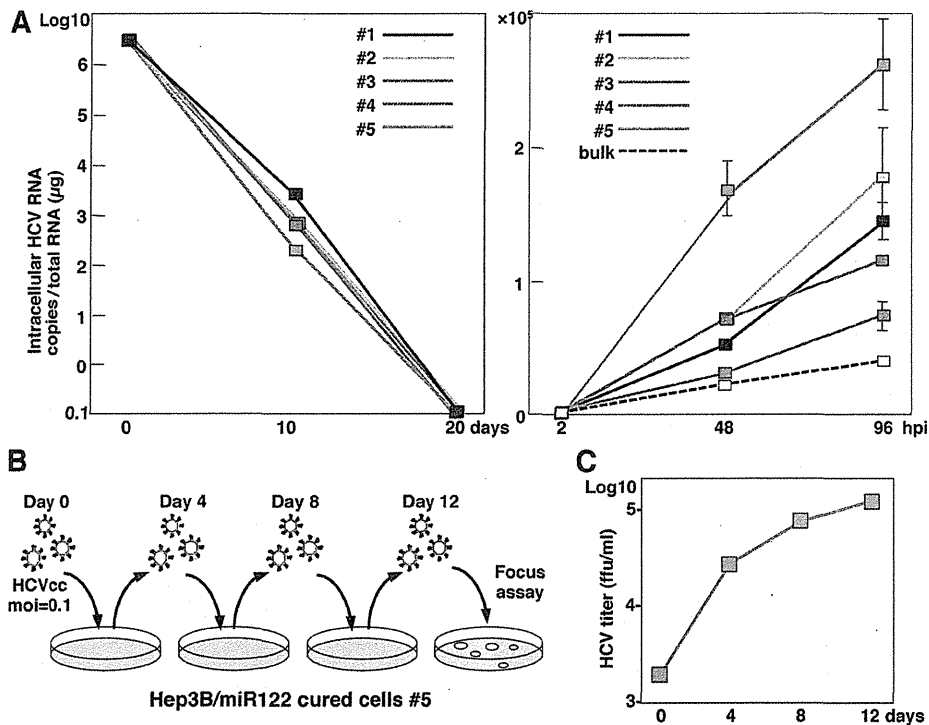 A
Log10
6
5
4
3
2
0
0.1
Intracellular HCV RNA
copies/total RNA (µg)
#1
#2
#3
#4
#5
0
10
20 days
×10⁵
2
1
0
#1
#2
#3
#4
#5
bulk
2
48
96 hpi
B
Day 0
Day 4
Day 8
Day 12
HCVcc
moi=0.1
Focus
assay
Hep3B/miR122 cured cells #5
C
Log10
5
4
3
HCV titer (ffu/ml)
0
4
8
12 days